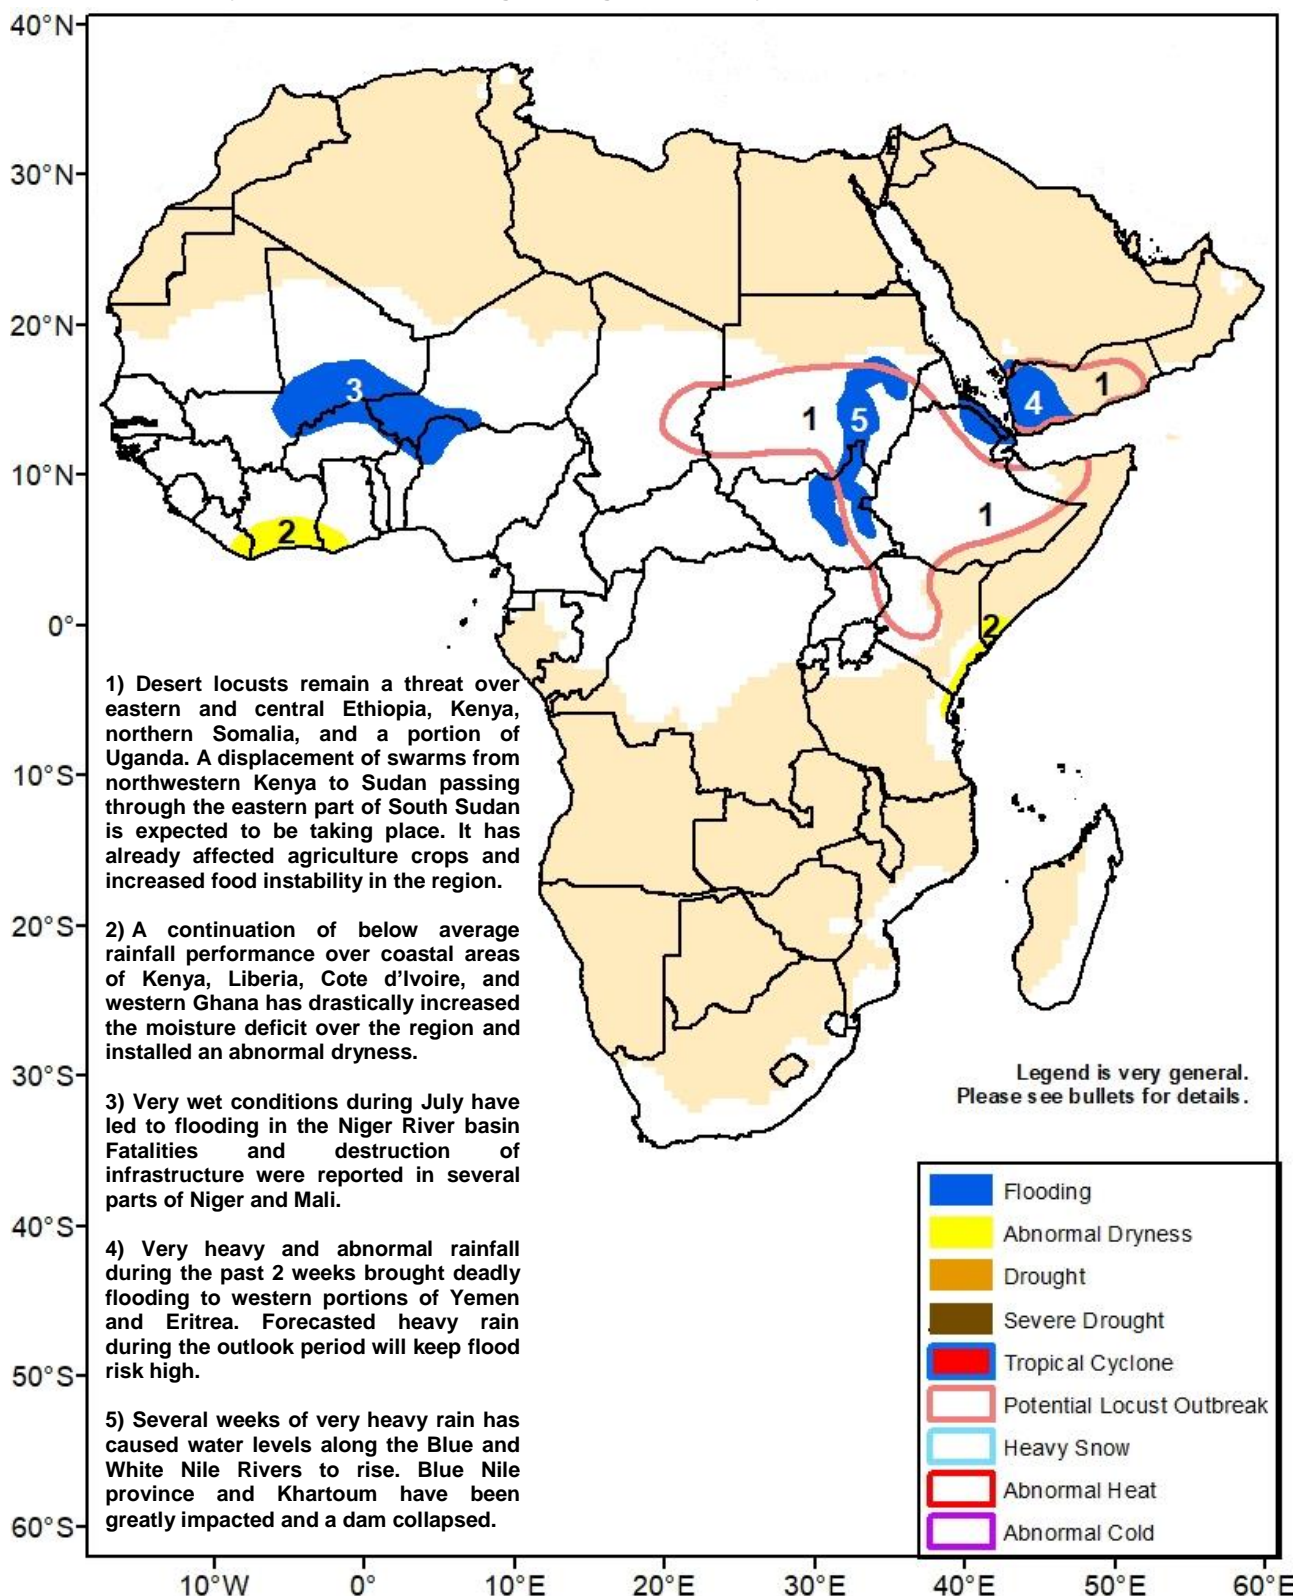 40°N
30°N
20°N
10°N
0°
10°S
20°S
30°S
40°S
50°S
60°S
10°W
0°
10°E
20°E
30°E
40°E
50°E
60°E
3
1
5
4
1
2
1
2
1) Desert locusts remain a threat over
eastern and central Ethiopia, Kenya,
northern Somalia, and a portion of
Uganda. A displacement of swarms from
northwestern Kenya to Sudan passing
through the eastern part of South Sudan
is expected to be taking place. It has
already affected agriculture crops and
increased food instability in the region.
2) A continuation of below average
rainfall performance over coastal areas
of Kenya, Liberia, Cote d’Ivoire, and
western Ghana has drastically increased
the moisture deficit over the region and
installed an abnormal dryness.
3) Very wet conditions during July have
led to flooding in the Niger River basin
Fatalities and destruction of
infrastructure were reported in several
parts of Niger and Mali.
4) Very heavy and abnormal rainfall
during the past 2 weeks brought deadly
flooding to western portions of Yemen
and Eritrea. Forecasted heavy rain
during the outlook period will keep flood
risk high.
5) Several weeks of very heavy rain has
caused water levels along the Blue and
White Nile Rivers to rise. Blue Nile
province and Khartoum have been
greatly impacted and a dam collapsed.
Legend is very general.
Please see bullets for details.
Flooding
Abnormal Dryness
Drought
Severe Drought
Tropical Cyclone
Potential Locust Outbreak
Heavy Snow
Abnormal Heat
Abnormal Cold